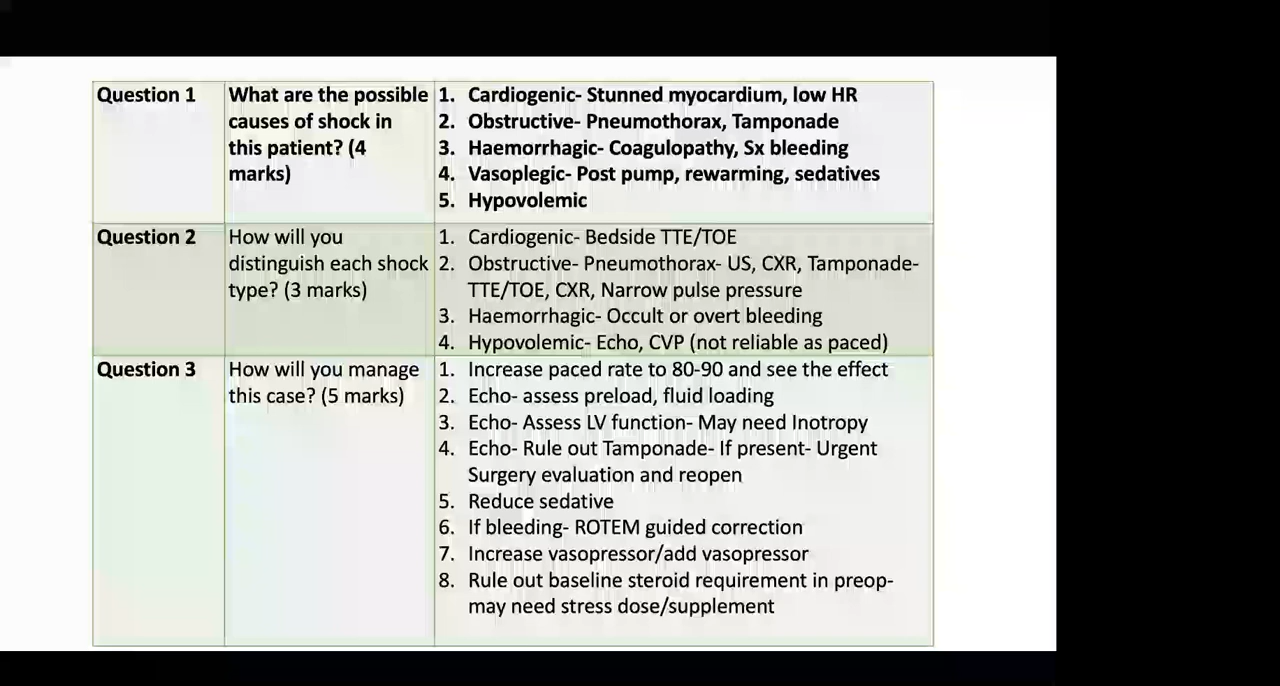 Question 1
What are the possible
causes of shock in
this patient? (4
marks)
1. Cardiogenic- Stunned myocardium, low HR
2. Obstructive- Pneumothorax, Tamponade
3. Haemorrhagic- Coagulopathy, Sx bleeding
4. Vasoplegic- Post pump, rewarming, sedatives
5. Hypovolemic
Question 2
How will you
distinguish each shock
type? (3 marks)
1. Cardiogenic- Bedside TTE/TOE
2. Obstructive- Pneumothorax- US, CXR, Tamponade-
TTE/TOE, CXR, Narrow pulse pressure
3. Haemorrhagic- Occult or overt bleeding
4. Hypovolemic- Echo, CVP (not reliable as paced)
Question 3
How will you manage
this case? (5 marks)
1. Increase paced rate to 80-90 and see the effect
2. Echo- assess preload, fluid loading
3. Echo- Assess LV function- May need Inotropy
4. Echo- Rule out Tamponade- If present- Urgent
Surgery evaluation and reopen
5. Reduce sedative
6. If bleeding- ROTEM guided correction
7. Increase vasopressor/add vasopressor
8. Rule out baseline steroid requirement in preop-
may need stress dose/supplement